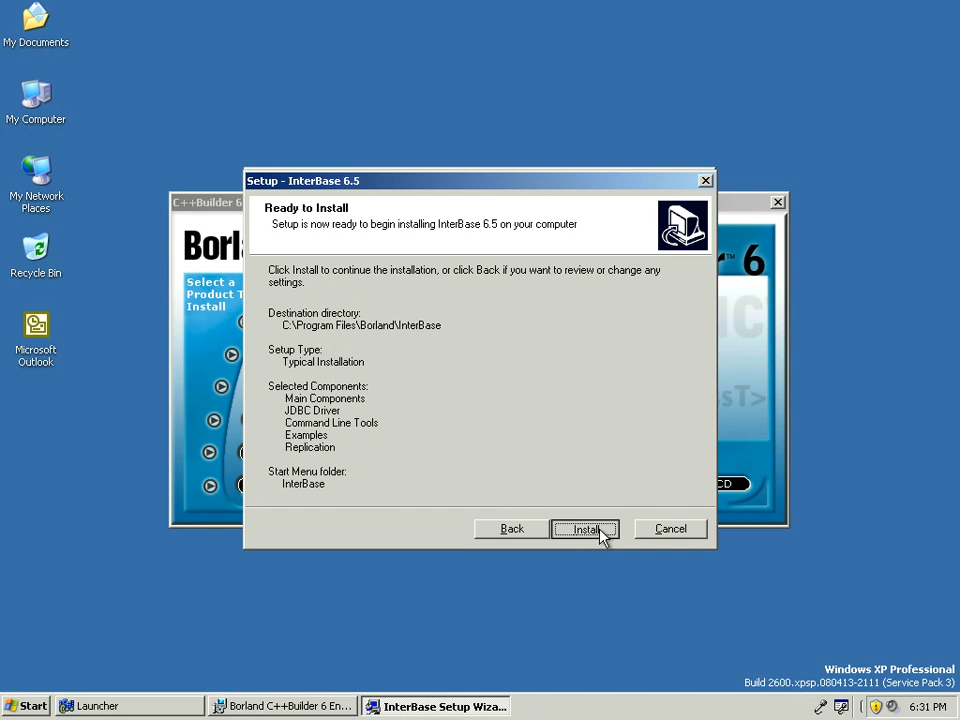 My Documents
My Computer
My Network
Places
Recycle Bin
Microsoft
Outlook
C++Builder 6
Borl
Select a
Product T
Install
6
Setup - InterBase 6.5
Ready to Install
Setup is now ready to begin installing InterBase 6.5 on your computer
Click Install to continue the installation, or click Back if you want to review or change any
settings.
Destination directory:
C:\Program Files\Borland\InterBase
Setup Type:
Typical Installation
Selected Components:
Main Components
JDBC Driver
Command Line Tools
Examples
Replication
Start Menu folder:
InterBase
Back
Install
Cancel
CD
Windows XP Professional
Build 2600.xpsp.080413-2111 (Service Pack 3)
Start
Launcher
Borland C++Builder 6 En...
InterBase Setup Wiza...
6:31 PM